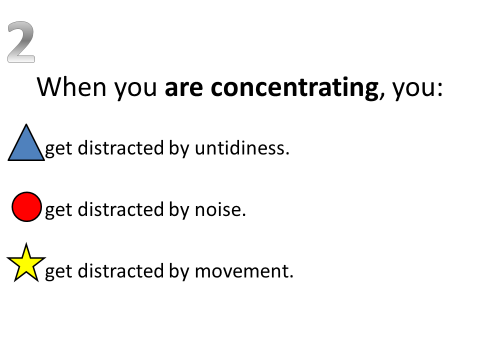 2
When you are concentrating, you:
get distracted by untidiness.
get distracted by noise.
get distracted by movement.